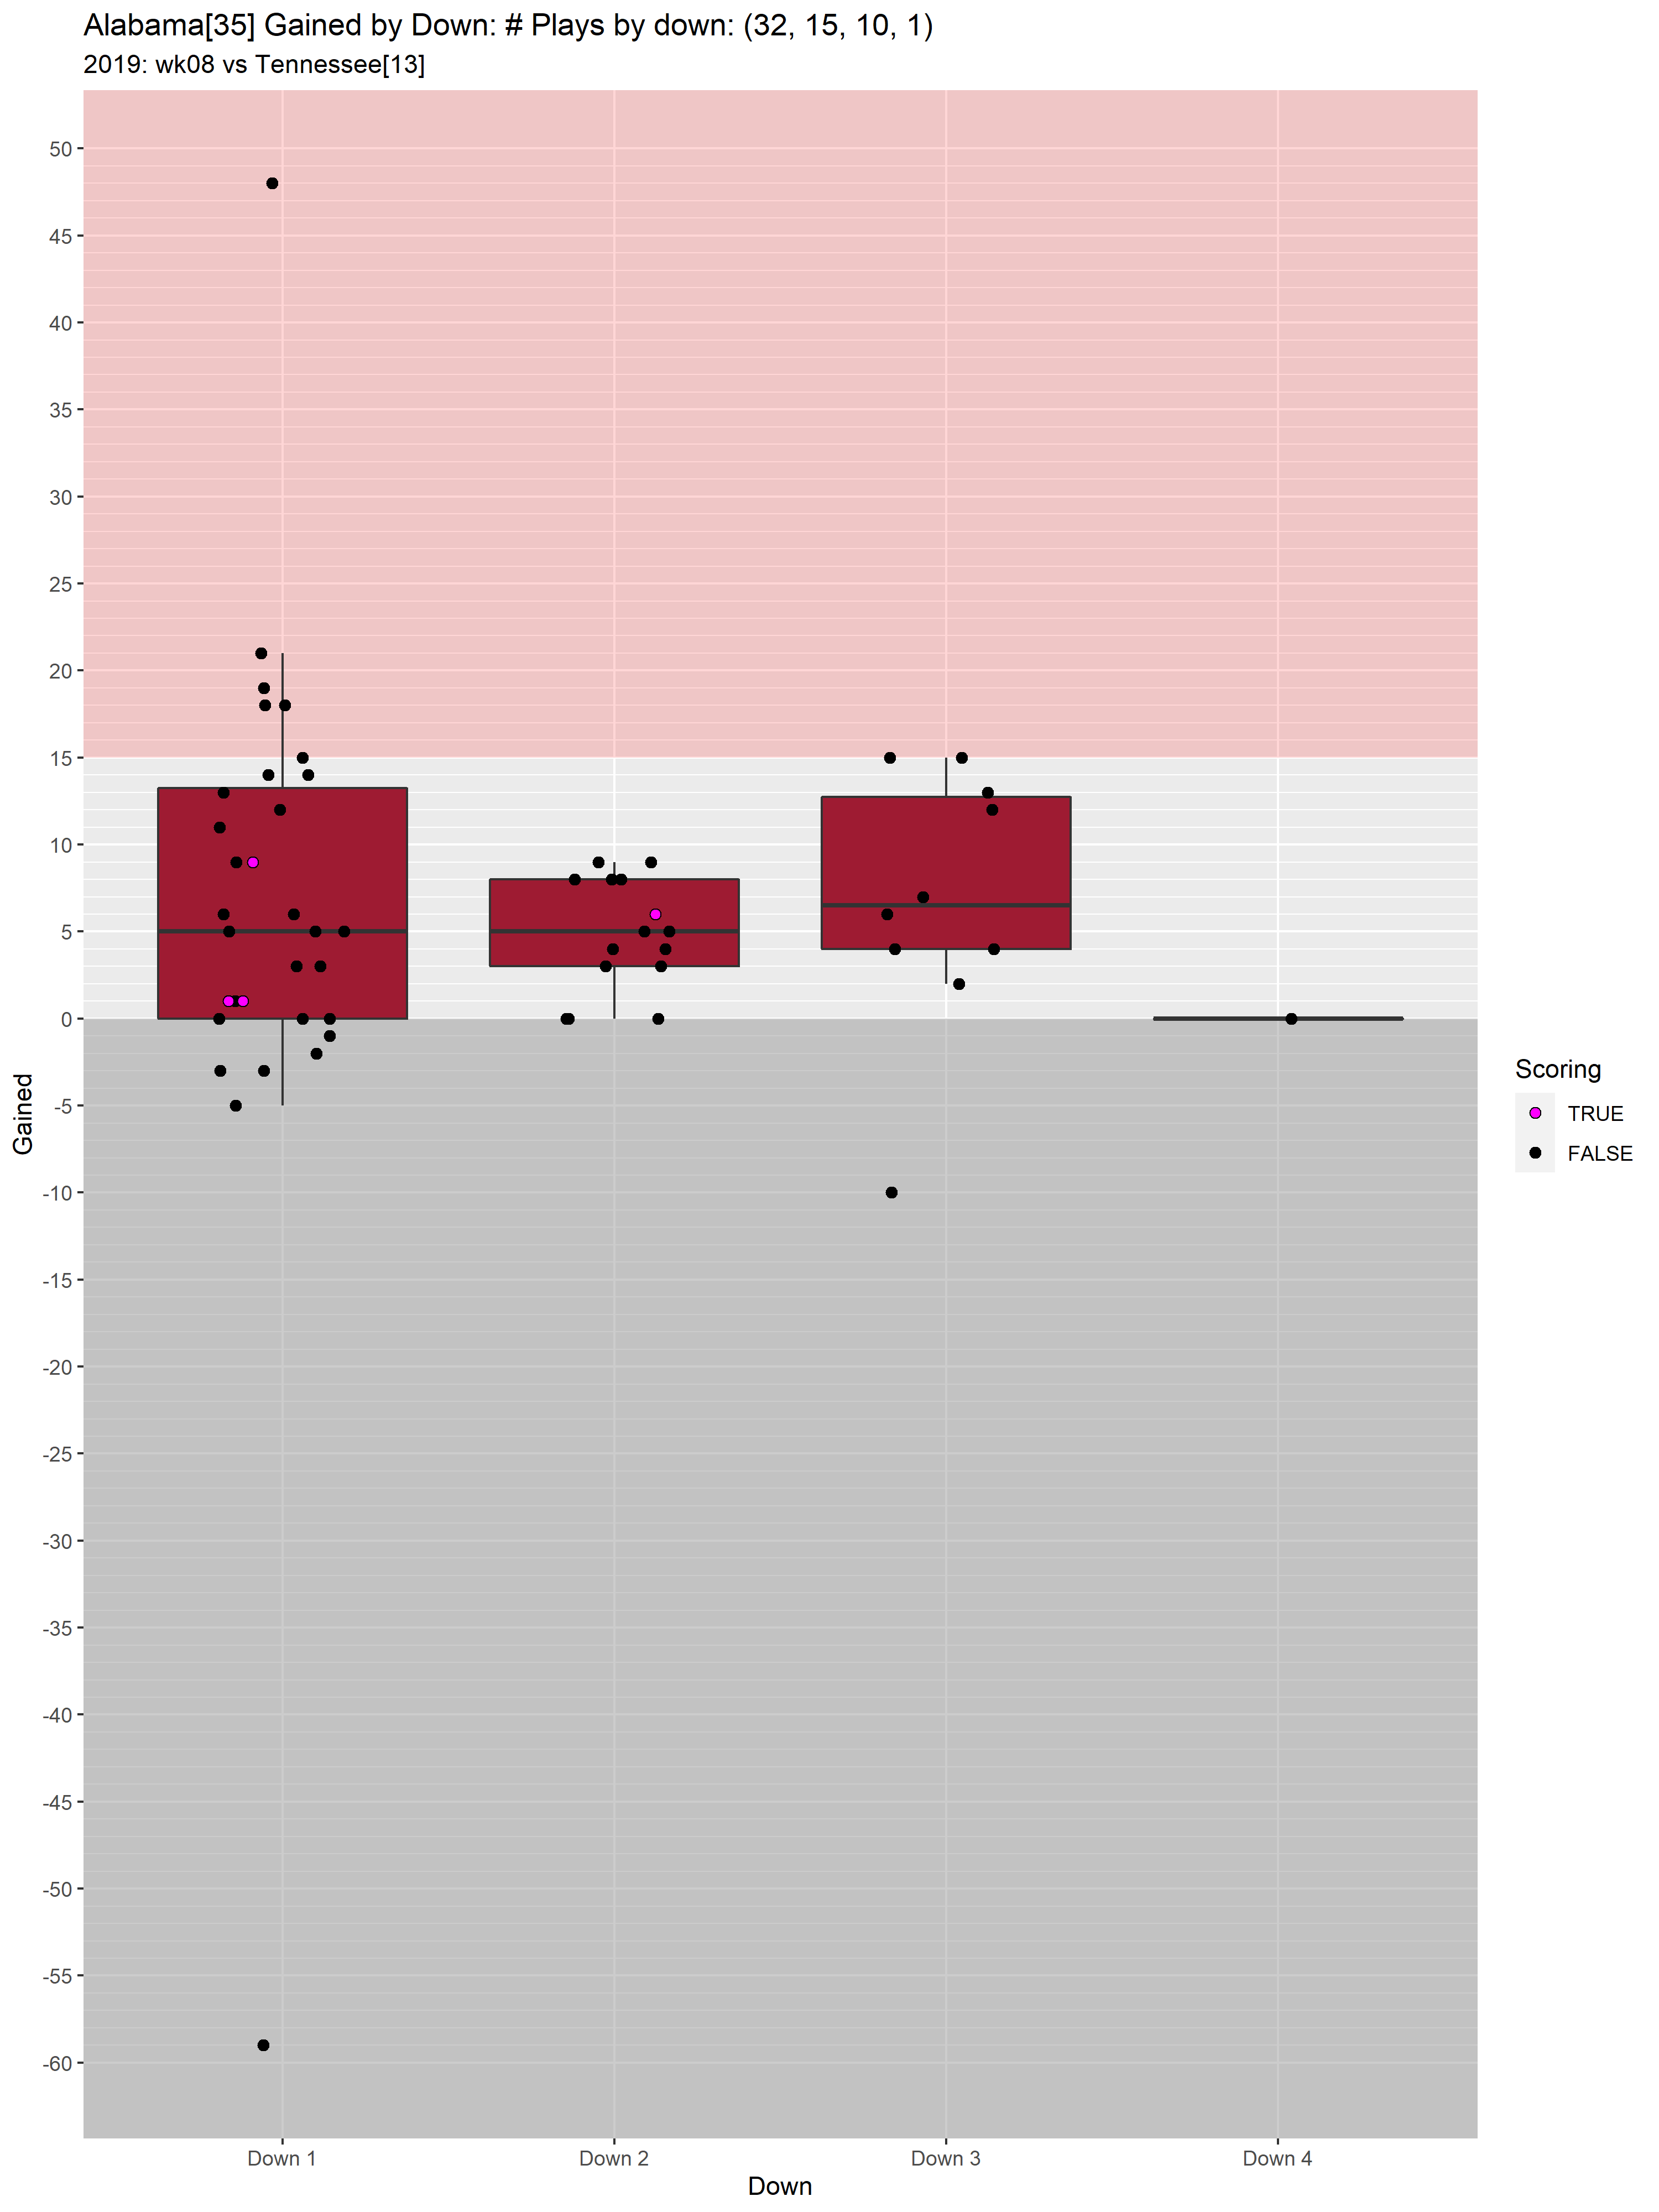 Alabama[35] Gained by Down: # Plays by down: (32, 15, 10, 1)
2019: wk08 vs Tennessee[13]
50
45
40
35
30
25
20
15
10
5
0
-5
-10
-15
-20
-25
-30
-35
-40
-45
-50
-55
-60
Gained
Down 1
Down 2
Down 3
Down 4
Down
Scoring
TRUE
FALSE